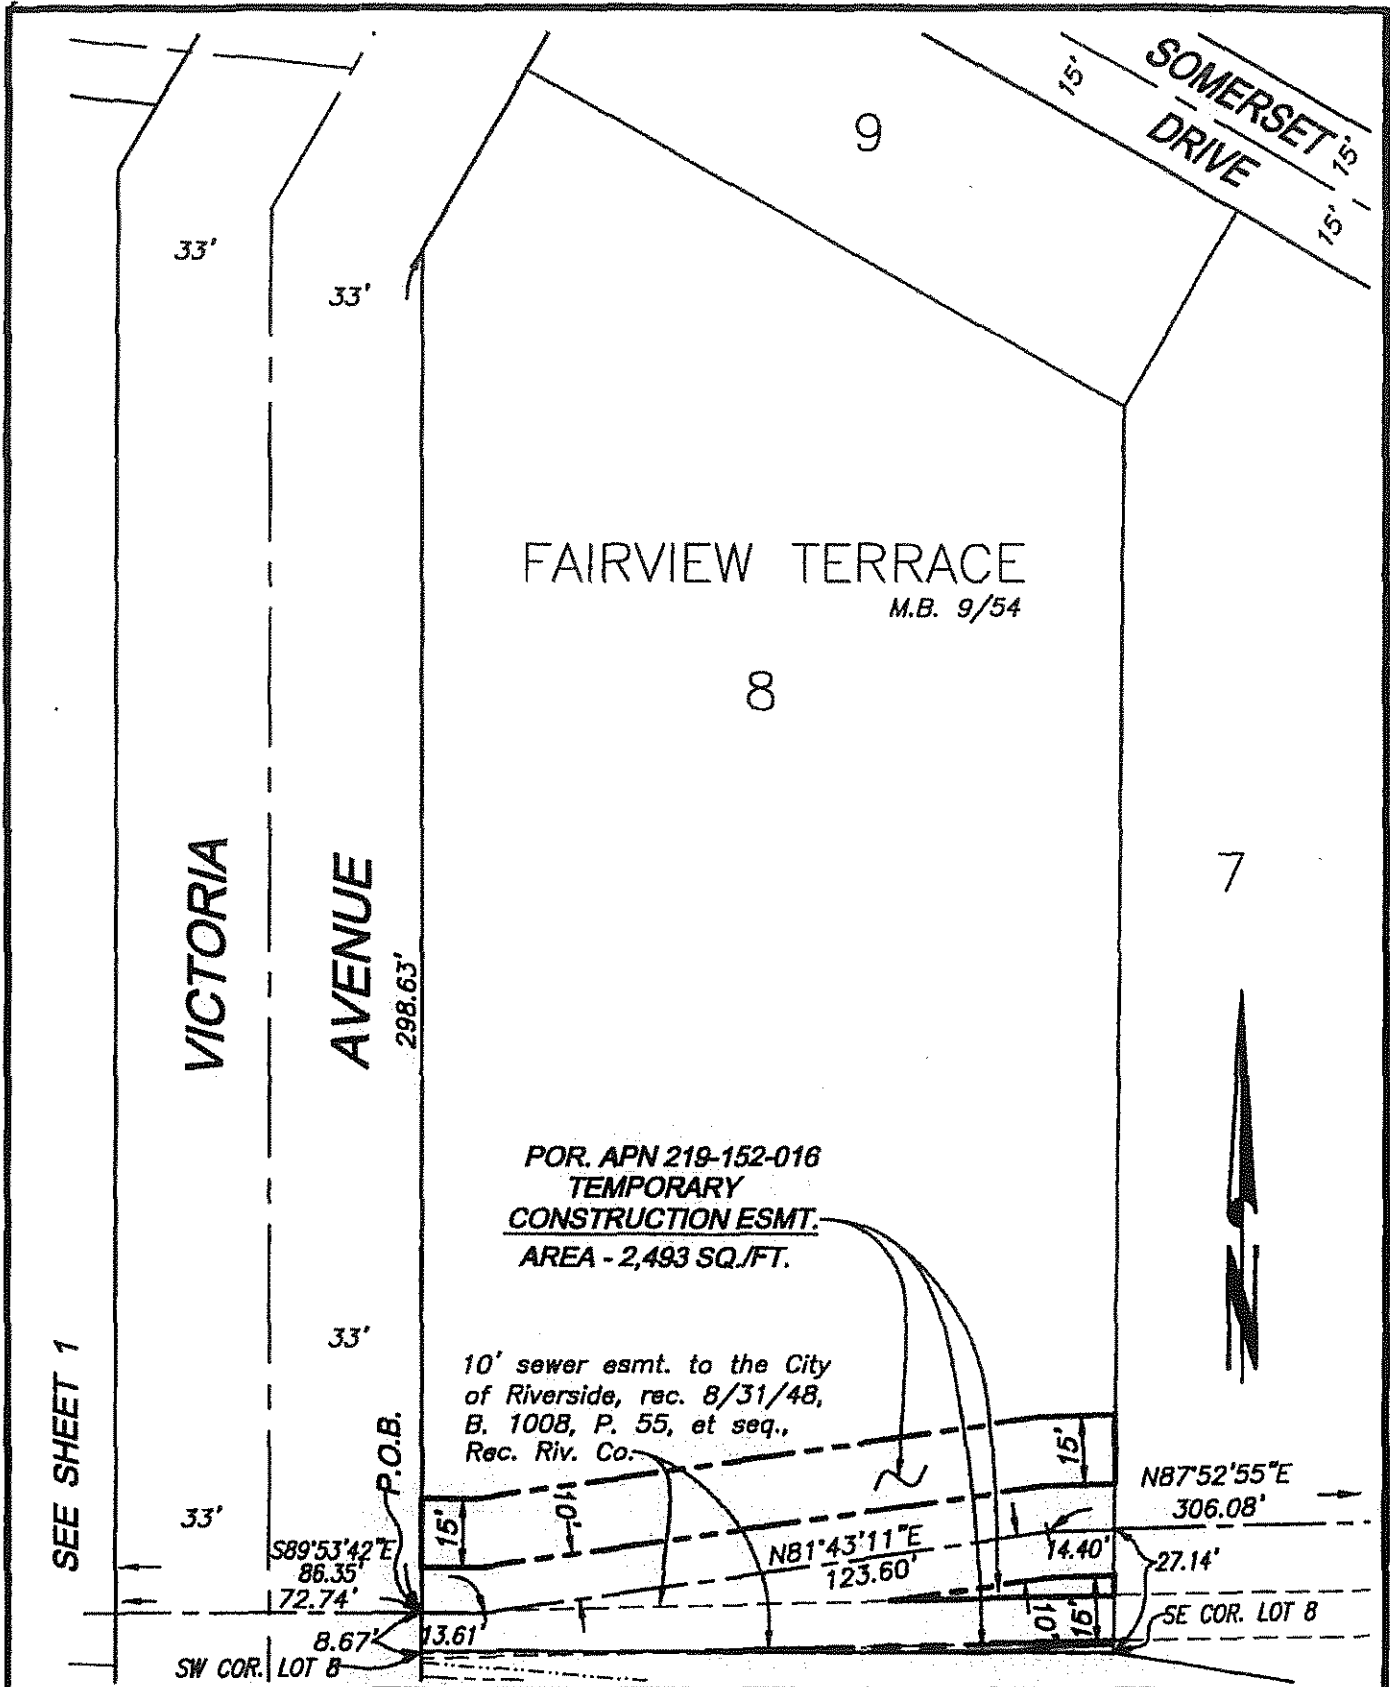 SOMERSET
DRIVE
15'
15'
15'
9
33'
33'
FAIRVIEW TERRACE
M.B. 9/54
8
7
VICTORIA
AVENUE
298.63'
POR. APN 219-152-016
TEMPORARY
CONSTRUCTION ESMT.
AREA - 2,493 SQ./FT.
33'
10' sewer esmt. to the City
of Riverside, rec. 8/31/48,
B. 1008, P. 55, et seq.,
Rec. Riv. Co.
SEE SHEET 1
P.O.B.
33'
15'
10'
15'
N87°52'55"E
306.08'
S89°53'42"E
86.35'
72.74'
N81°43'11"E
123.60'
14.40'
27.14'
8.67'
13.61'
10'
15'
SE COR. LOT 8
SW COR. LOT 8
N